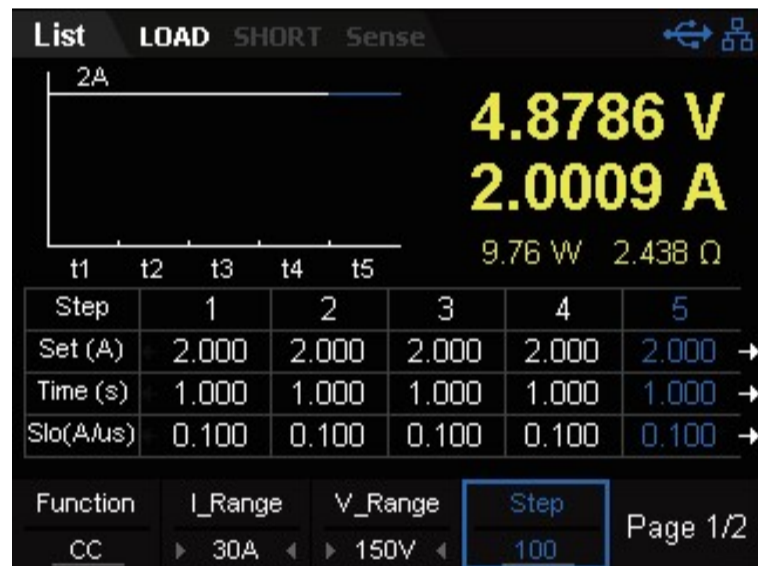 List LOAD SHORT Sense
2A
4.8786 V
2.0009 A
9.76 W 2.438 Ω
t1 t2 t3 t4 t5
Step 1 2 3 4 5
Set (A) 2.000 2.000 2.000 2.000 2.000
Time (s) 1.000 1.000 1.000 1.000 1.000
Slo(A/us) 0.100 0.100 0.100 0.100 0.100
Function I_Range V_Range Step Page 1/2
CC 30A 150V 100